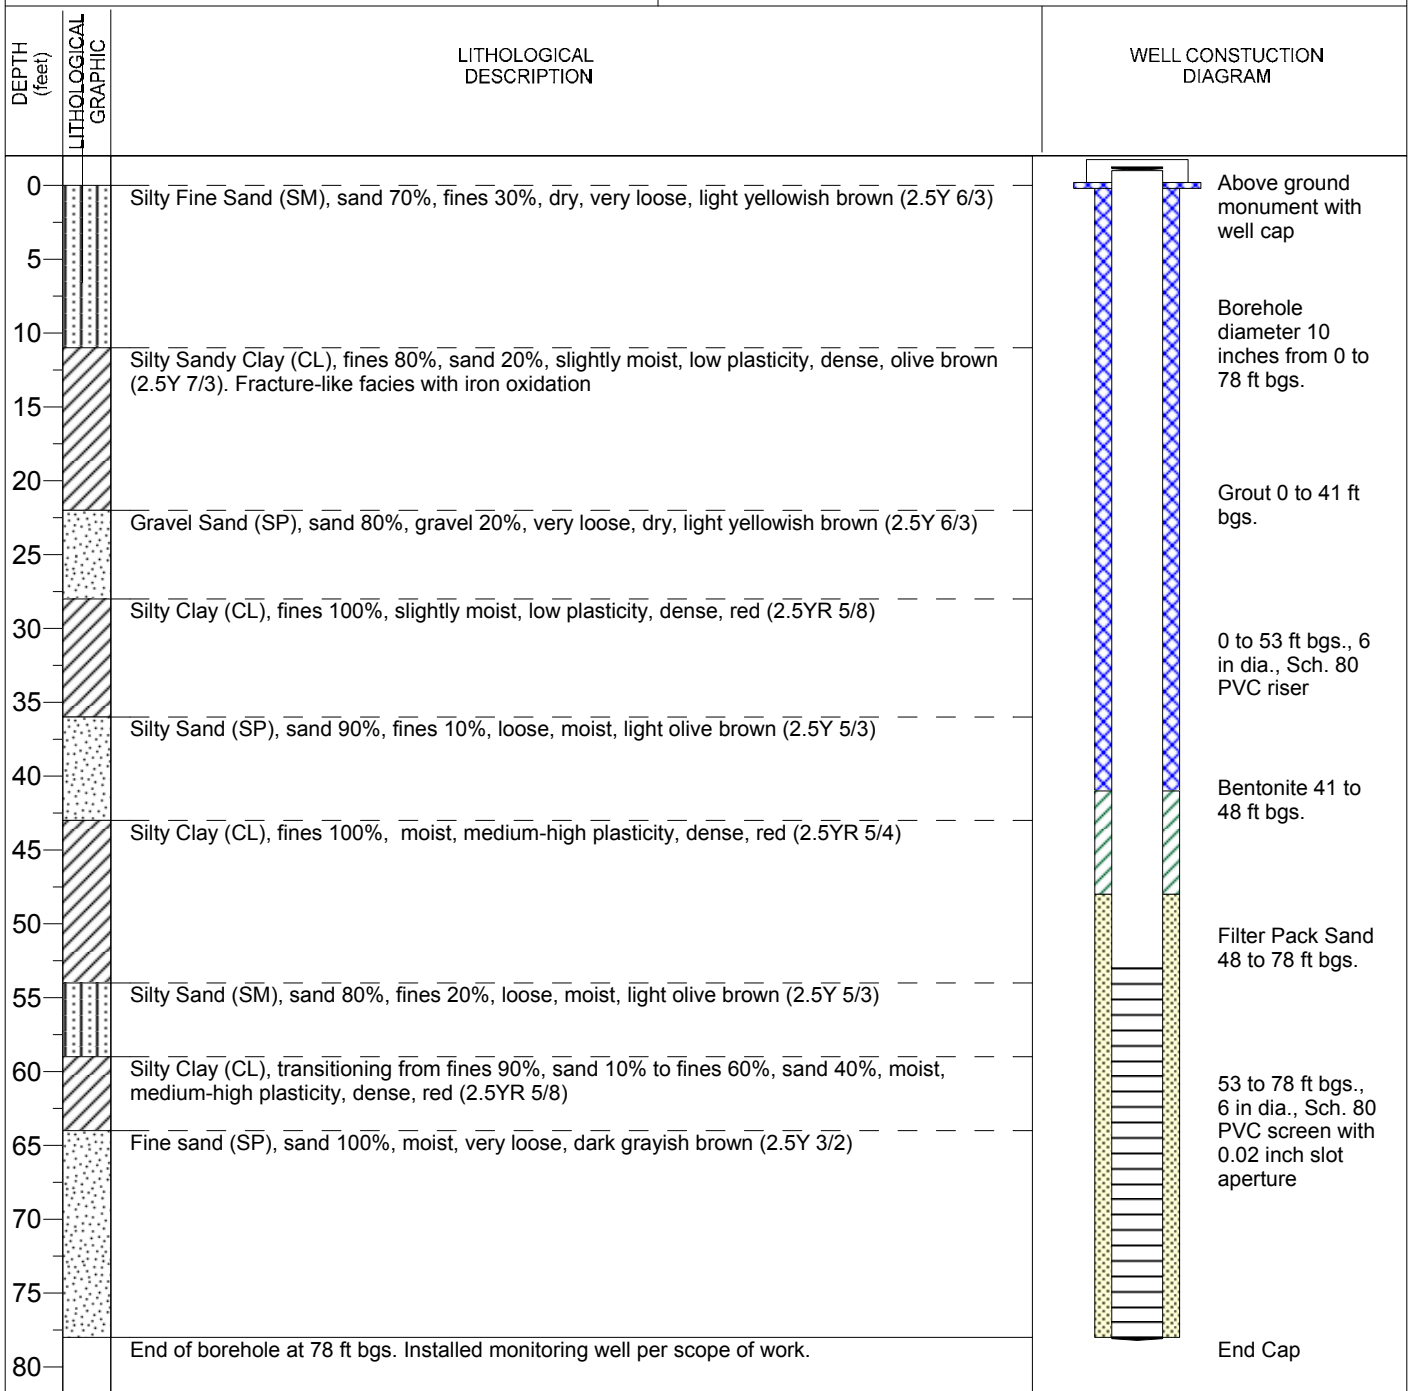 DEPTH
(feet)
LITHOLOGICAL
GRAPHIC
LITHOLOGICAL
DESCRIPTION
WELL CONSTUCTION
DIAGRAM
0
5
10
15
20
25
30
35
40
45
50
55
60
65
70
75
80
Silty Fine Sand (SM), sand 70%, fines 30%, dry, very loose, light yellowish brown (2.5Y 6/3)
Silty Sandy Clay (CL), fines 80%, sand 20%, slightly moist, low plasticity, dense, olive brown
(2.5Y 7/3). Fracture-like facies with iron oxidation
Gravel Sand (SP), sand 80%, gravel 20%, very loose, dry, light yellowish brown (2.5Y 6/3)
Silty Clay (CL), fines 100%, slightly moist, low plasticity, dense, red (2.5YR 5/8)
Silty Sand (SP), sand 90%, fines 10%, loose, moist, light olive brown (2.5Y 5/3)
Silty Clay (CL), fines 100%, moist, medium-high plasticity, dense, red (2.5YR 5/4)
Silty Sand (SM), sand 80%, fines 20%, loose, moist, light olive brown (2.5Y 5/3)
Silty Clay (CL), transitioning from fines 90%, sand 10% to fines 60%, sand 40%, moist,
medium-high plasticity, dense, red (2.5YR 5/8)
Fine sand (SP), sand 100%, moist, very loose, dark grayish brown (2.5Y 3/2)
End of borehole at 78 ft bgs. Installed monitoring well per scope of work.
Above ground
monument with
well cap
Borehole
diameter 10
inches from 0 to
78 ft bgs.
Grout 0 to 41 ft
bgs.
0 to 53 ft bgs., 6
in dia., Sch. 80
PVC riser
Bentonite 41 to
48 ft bgs.
Filter Pack Sand
48 to 78 ft bgs.
53 to 78 ft bgs.,
6 in dia., Sch. 80
PVC screen with
0.02 inch slot
aperture
End Cap